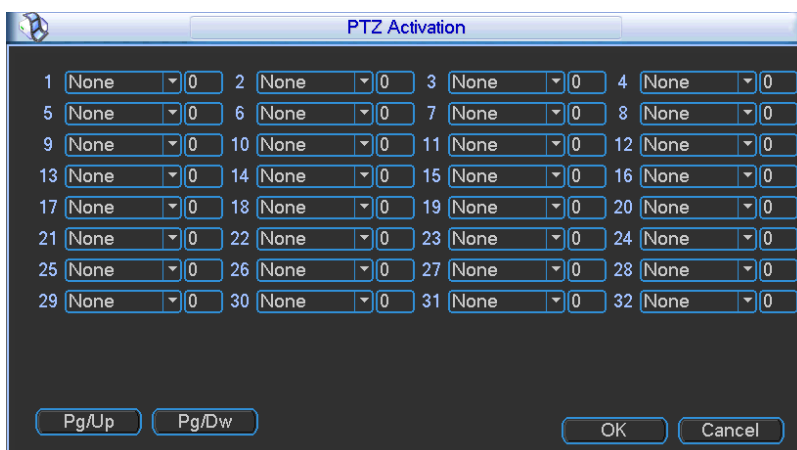 PTZ Activation
1 None 0 2 None 0 3 None 0 4 None 0
5 None 0 6 None 0 7 None 0 8 None 0
9 None 0 10 None 0 11 None 0 12 None 0
13 None 0 14 None 0 15 None 0 16 None 0
17 None 0 18 None 0 19 None 0 20 None 0
21 None 0 22 None 0 23 None 0 24 None 0
25 None 0 26 None 0 27 None 0 28 None 0
29 None 0 30 None 0 31 None 0 32 None 0
Pg/Up Pg/Dw OK Cancel